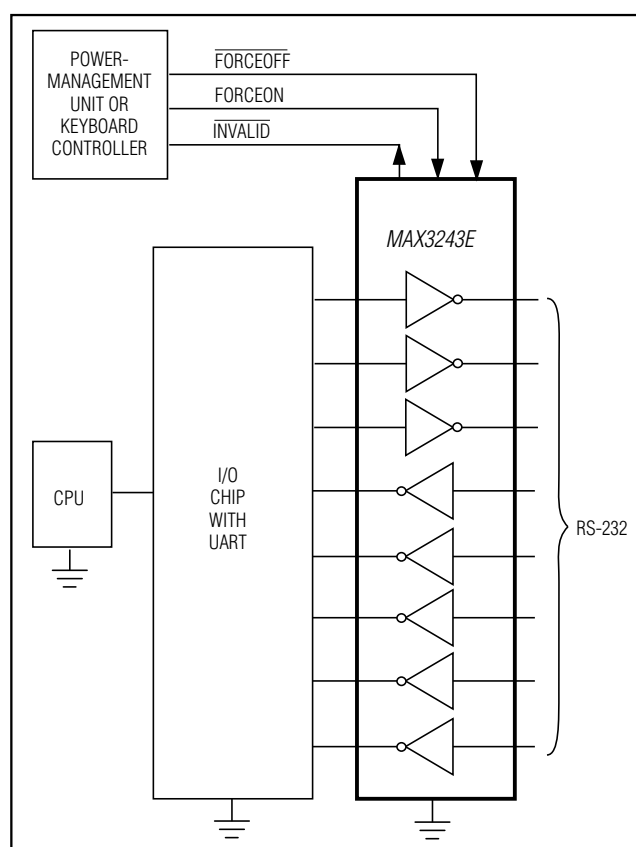 POWER-
MANAGEMENT
UNIT OR
KEYBOARD
CONTROLLER
FORCEOFF
FORCEON
INVALID
MAX3243E
CPU
I/O
CHIP
WITH
UART
RS-232